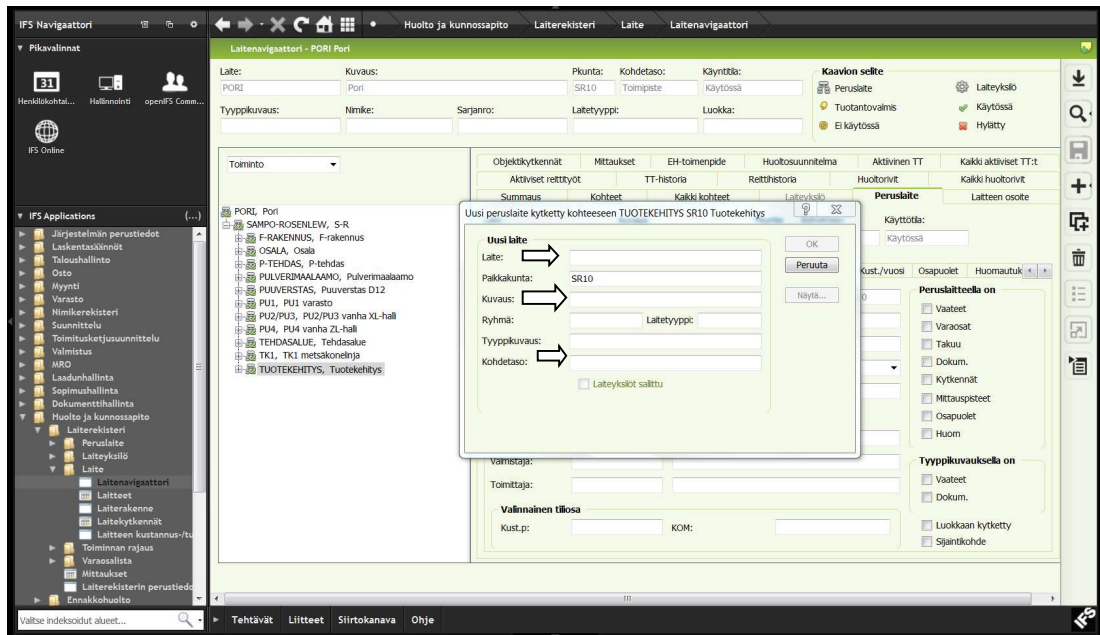 IFS Navigaattori
Huolto ja kunnossapito Laiterekisteri Laite Laitenavigaattori
Pikavalinnat
31
Henkilökohtai...
Hallinnointi
openIFS Comm...
IFS Online
IFS Applications (...)
Järjestelmän perustiedot
Laskentasäännöt
Taloushallinto
Osto
Myynti
Varasto
Nimikerekisteri
Suunnittelu
Toimitusketjusuunnittelu
Valmistus
MRO
Laadunhallinta
Sopimushallinta
Dokumenttihallinta
Huolto ja kunnossapito
Laiterekisteri
Peruslaite
Laiteyksilö
Laite
Laitenavigaattori
Laitteet
Laiterakenne
Laitekytkennät
Laitteen kustannus-/tu
Toiminnan rajaus
Varaosalista
Mittaukset
Laiterekisterin perustiedo
Ennakkohuolto
Valitse indeksoidut alueet...
Laitenavigaattori - PORI Pori
Laite: Kuvaus: Pkunta: Kohdetaso: Käyntitila:
PORI Pori SR10 Toimipiste Käytössä
Tyyppikuvaus: Nimike: Sarjanro: Laitetyyppi: Luokka:
Kaavion selite
Peruslaite Laiteyksilö
Tuotantovalmis Käytössä
Ei käytössä Hylätty
Toiminto
PORI, Pori
SAMPO-ROSENLEW, S-R
F-RAKENNUS, F-rakennus
OSALA, Osala
P-TEHDAS, P-tehdas
PULVERIMAALAAMO, Pulverimaalaamo
PUUVERSTAS, Puuverstas D12
PU1, PU1 varasto
PU2/PU3, PU2/PU3 vanha XL-hali
PU4, PU4 vanha ZL-hali
TEHDASALUE, Tehdasalue
TK1, TK1 metsäkonelinja
TUOTEKEHITYS, Tuotekehitys
Objektikytkennät Mittaukset EH-toimenpide Huoltosuunnitelma Aktiivinen TT Kaikki aktiiviset TT:t
Aktiiviset reittityöt TT-historia Reittihistoria Huoltorivit Kaikki huoltorivit
Summaus Kohteet Kaikki kohteet Laiteyksilö Peruslaite Laitteen osoite
Uusi peruslaite kytketty kohteeseen TUOTEKEHITYS SR10 Tuotekehitys
Uusi laite
Laite:
Paikkakunta: SR10
Kuvaus:
Ryhmä: Laitetyyppi:
Tyyppikuvaus:
Kohdetaso:
Laiteyksilöt sallittu
OK
Peruuta
Näytä...
Käyttötila:
Käytössä
Kust./vuosi Osapuolet Huomautuk
0
Peruslaitteella on
Vaateet
Varaosat
Takuu
Dokum.
Kytkennät
Mittauspisteet
Osapuolet
Huom
Valmistaja:
Toimittaja:
Valinnainen tiliosa
Kust.p: KOM:
Tyyppikuvauksella on
Vaateet
Dokum.
Luokkaan kytketty
Sijaintikohde
Tehtävät Liitteet Siirtokanava Ohje
IFS